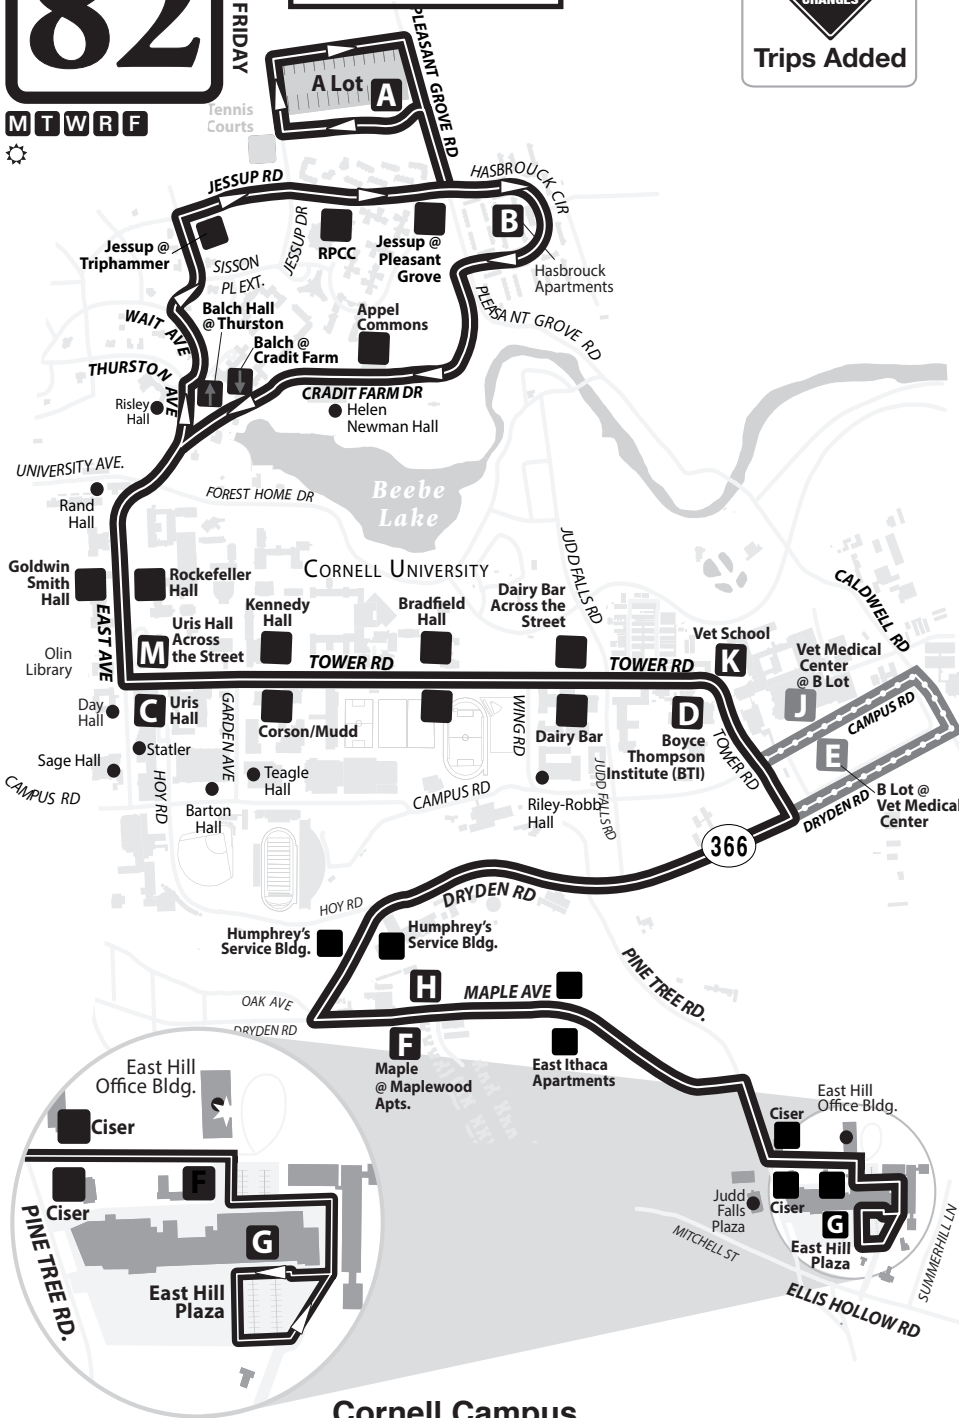 82
FRIDAY
CHANGES
Trips Added
M T W R F
PLEASANT GROVE RD
A Lot
A
Tennis
Courts
JESSUP RD
HASBROUCK CIR
B
Jessup @
Triphammer
JESSUP DR
RPCC
Jessup @
Pleasant
Grove
SISSON
PL EXT.
Hasbrouck
Apartments
WAIT AVE
Balch Hall
@ Thurston
Appel
Commons
PLEASANT GROVE RD
Balch @
Cradit Farm
THURSTON AVE
Risley
Hall
CRADIT FARM DR
Helen
Newman Hall
UNIVERSITY AVE.
Rand
Hall
FOREST HOME DR
Beebe
Lake
CORNELL UNIVERSITY
JUDD FALLS RD
CALDWELL RD
Goldwin
Smith
Hall
Rockefeller
Hall
EAST AVE
Kennedy
Hall
Bradfield
Hall
Dairy Bar
Across the
Street
Uris Hall
Across
the Street
M
Olin
Library
TOWER RD
TOWER RD
Vet School
K
Vet Medical
Center
@ B Lot
J
CAMPUS RD
Day
Hall
C
Uris
Hall
GARDEN AVE
Corson/Mudd
WING RD
Dairy Bar
D
Boyce
Thompson
Institute (BTI)
TOWER RD
E
Statler
Sage Hall
CAMPUS RD
HOY RD
Barton
Hall
Teagle
Hall
CAMPUS RD
Riley-Robb
Hall
JUDD FALLS RD
B Lot @
Vet Medical
Center
DRYDEN RD
366
DRYDEN RD
HOY RD
Humphrey's
Service Bldg.
Humphrey's
Service Bldg.
PINE TREE RD.
H
MAPLE AVE
OAK AVE
DRYDEN RD
F
Maple
@ Maplewood
Apts.
East Ithaca
Apartments
East Hill
Office Bldg.
Ciser
East Hill
Office Bldg.
Ciser
F
Ciser
PINE TREE RD.
G
East Hill
Plaza
Judd
Falls
Plaza
Ciser
G
East Hill
Plaza
MITCHELL ST
SUMMERHILL LN
ELLIS HOLLOW RD
Cornell Campus